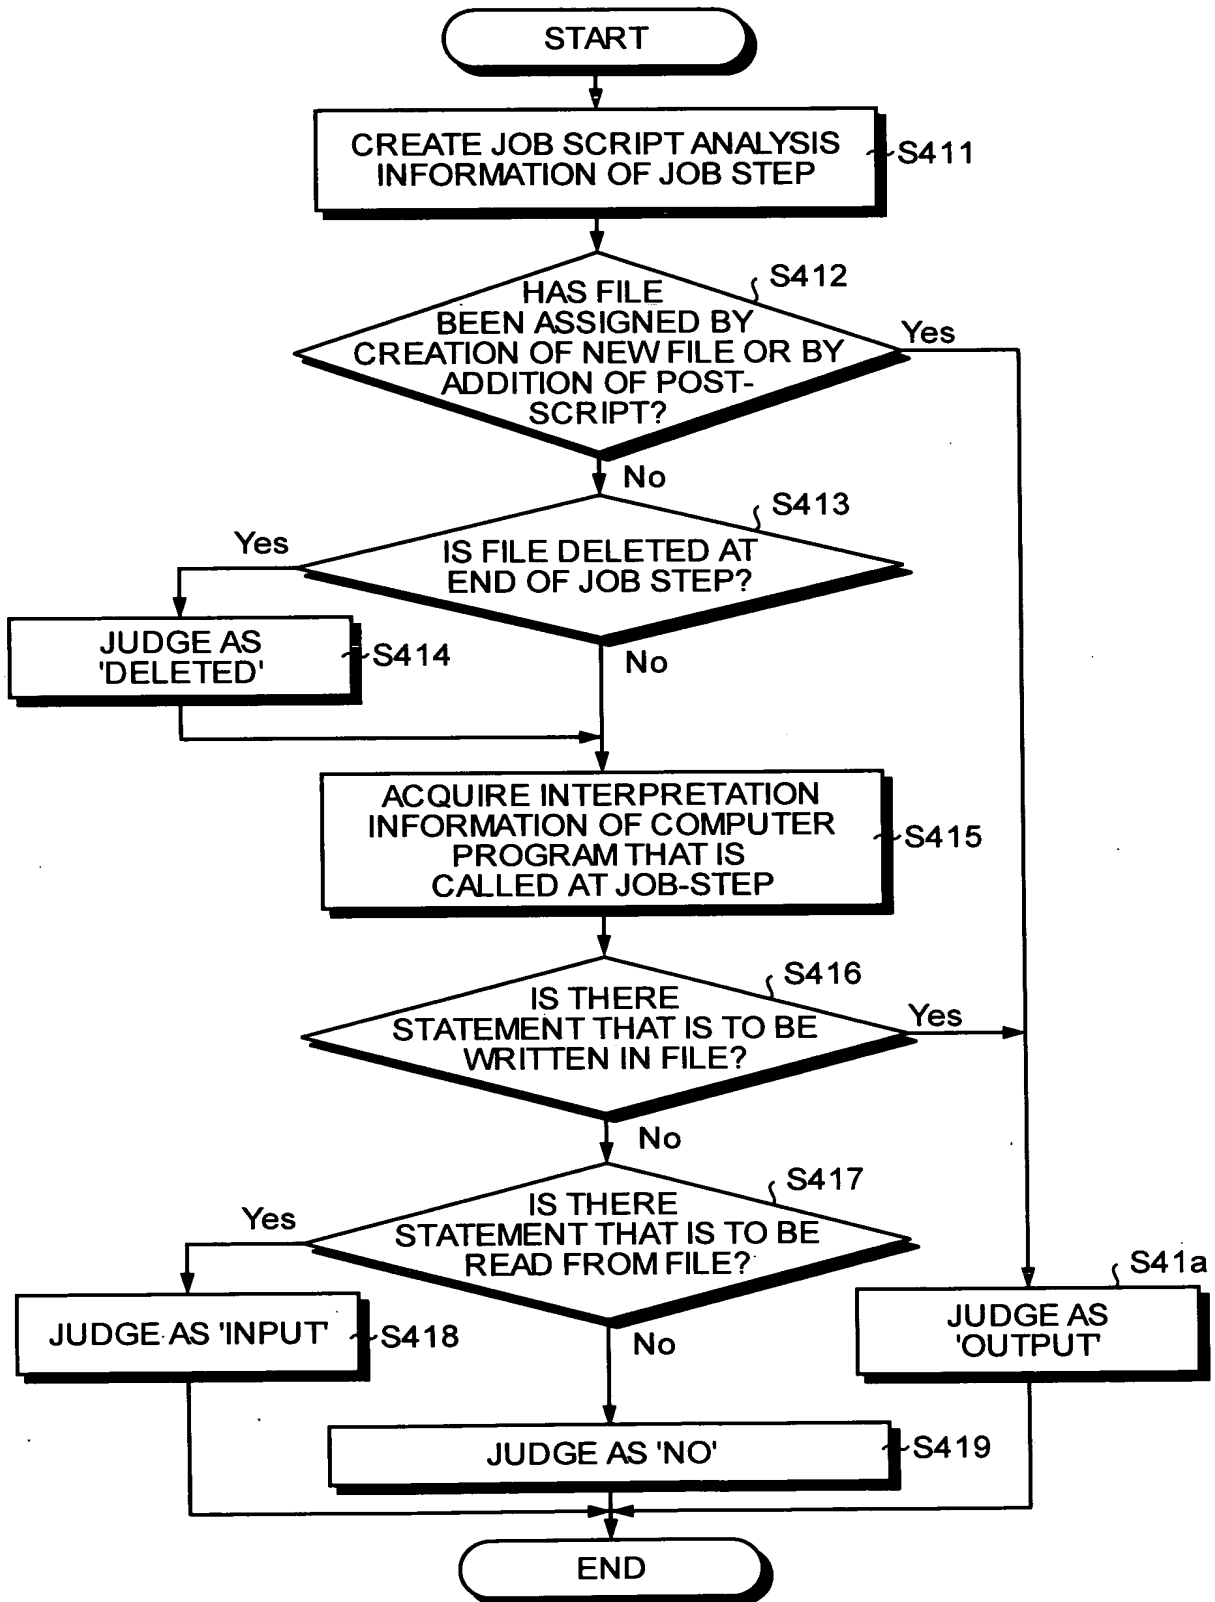 START
CREATE JOB SCRIPT ANALYSIS
INFORMATION OF JOB STEP
S411
S412
HAS FILE
BEEN ASSIGNED BY
CREATION OF NEW FILE OR BY
ADDITION OF POST-
SCRIPT?
Yes
No
S413
IS FILE DELETED AT
END OF JOB STEP?
Yes
No
JUDGE AS
'DELETED'
S414
ACQUIRE INTERPRETATION
INFORMATION OF COMPUTER
PROGRAM THAT IS
CALLED AT JOB-STEP
S415
S416
IS THERE
STATEMENT THAT IS TO BE
WRITTEN IN FILE?
Yes
No
S417
IS THERE
STATEMENT THAT IS TO BE
READ FROM FILE?
Yes
No
JUDGE AS 'INPUT'
S418
S41a
JUDGE AS
'OUTPUT'
JUDGE AS 'NO'
S419
END